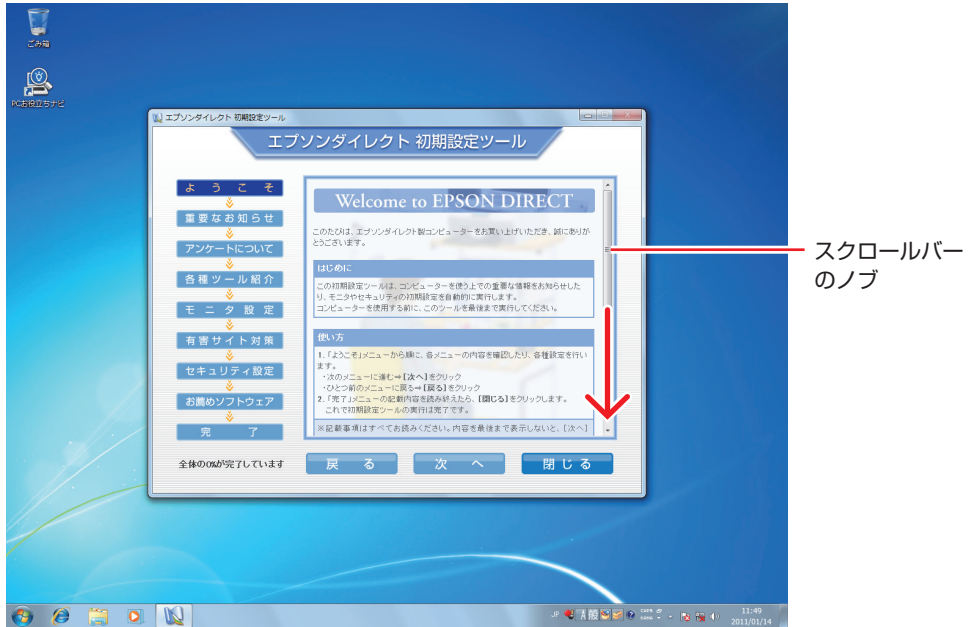 ごみ箱
PCお役立ちナビ
エプソンダイレクト 初期設定ツール
エプソンダイレクト 初期設定ツール
ようこそ
重要なお知らせ
アンケートについて
各種ツール紹介
モニタ設定
有害サイト対策
セキュリティ設定
お薦めソフトウェア
完了
全体の0%が完了しています
Welcome to EPSON DIRECT
このたびは、エプソンダイレクト製コンピューターをお買い上げいただき、誠にありが
とうございます。
はじめに
この初期設定ツールは、コンピューターを使う上での重要な情報をお知らせした
り、モニタやセキュリティの初期設定を自動的に実行します。
コンピューターを使用する前に、このツールを最後まで実行してください。
使い方
1.「ようこそ」メニューから順に、各メニューの内容を確認したり、各種設定を行い
ます。
・次のメニューに進む⇒【次へ】をクリック
・ひとつ前のメニューに戻る⇒【戻る】をクリック
2.「完了」メニューの記載内容を読み終えたら、【閉じる】をクリックします。
これで初期設定ツールの実行は完了です。
※記載事項はすべてお読みください。内容を最後まで表示しないと、[次へ]
戻る 次へ 閉じる
スクロールバー
のノブ
JP A 般 CAPS KANA 11:49
2011/01/14